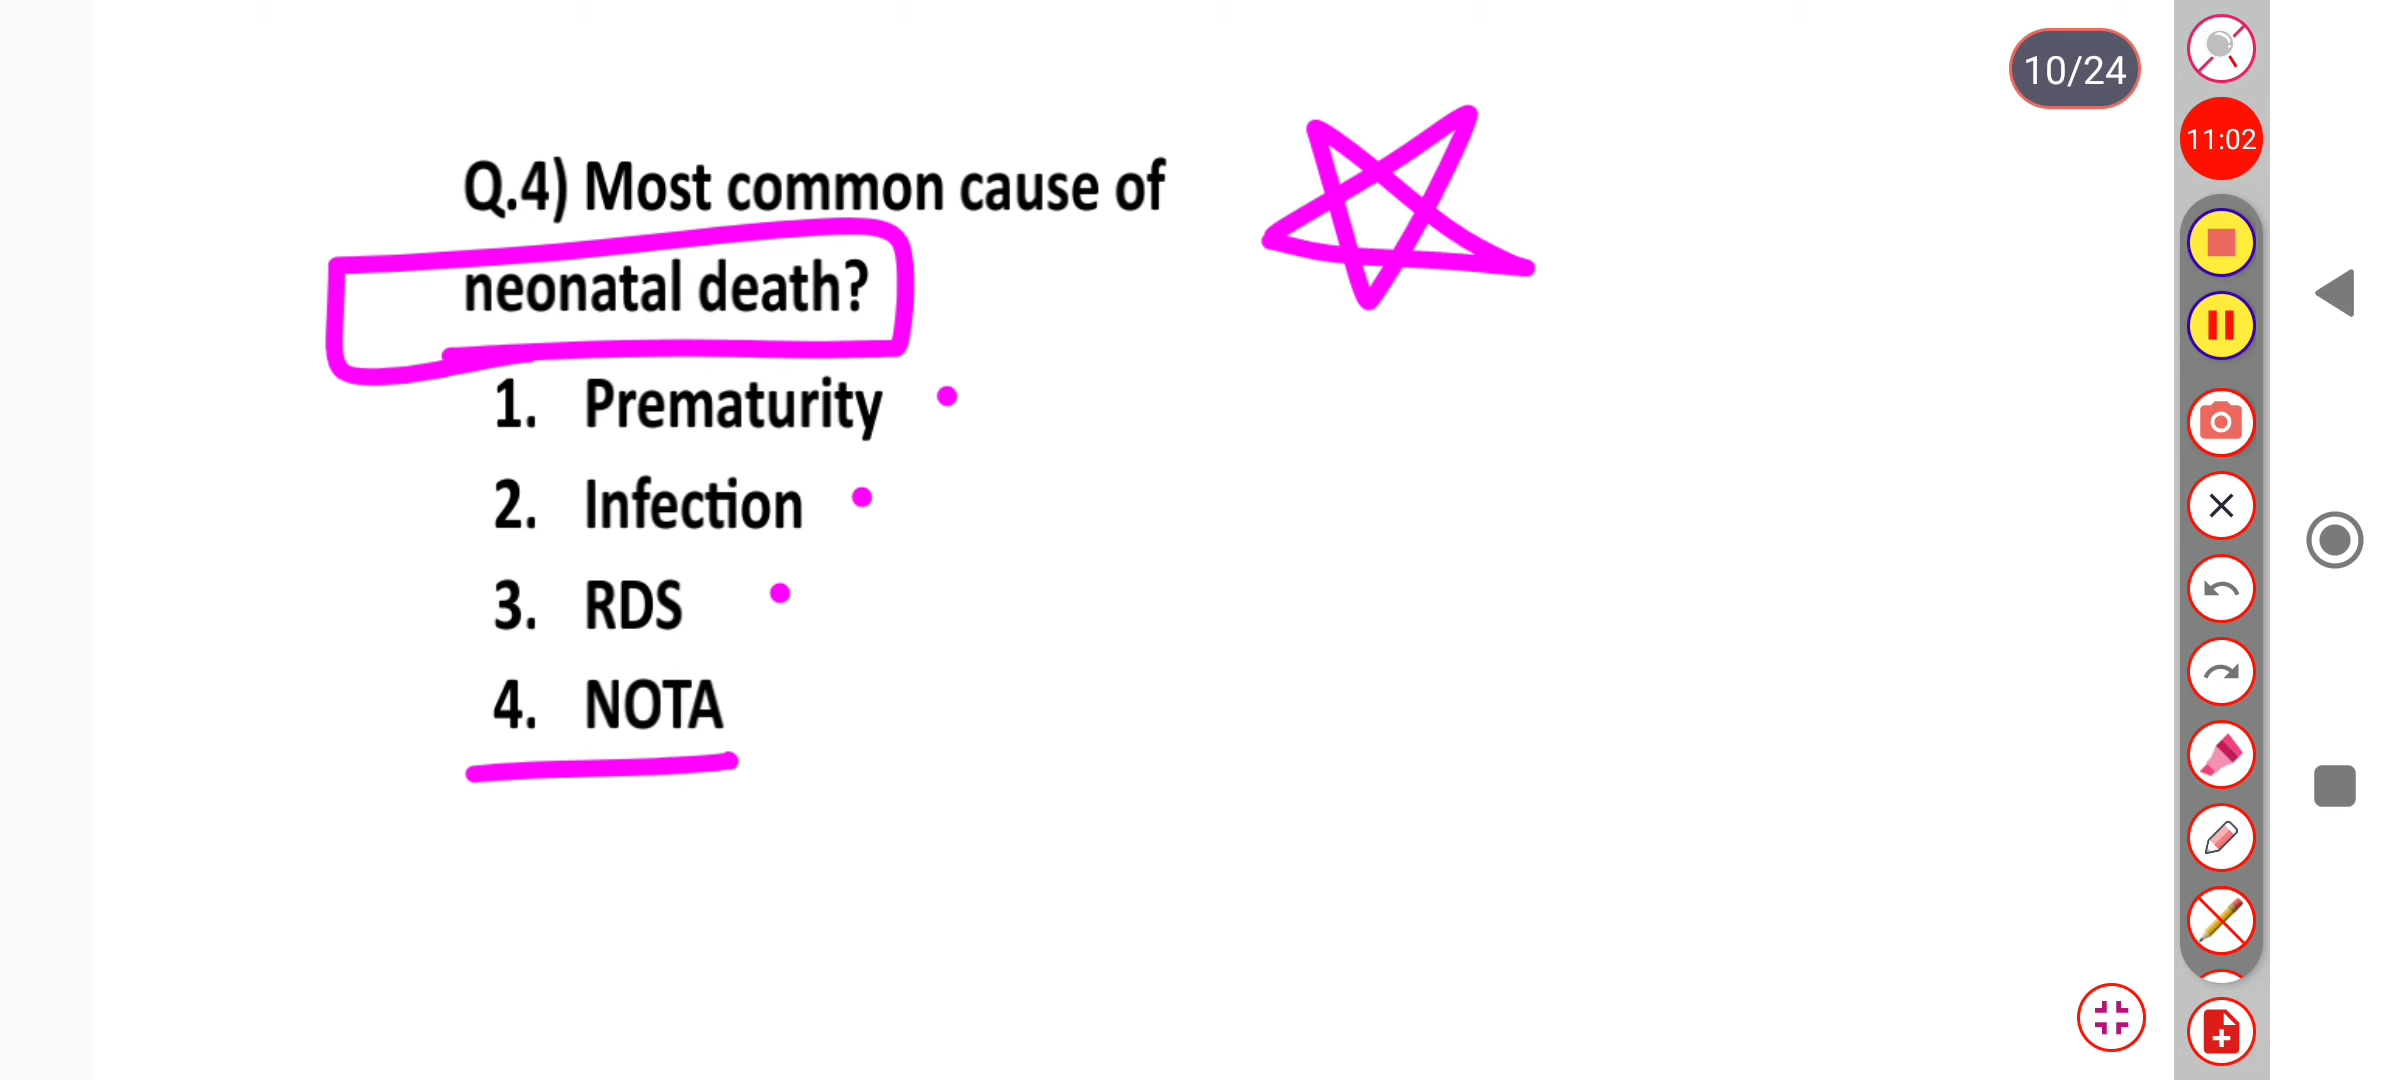 10/24
11:02
Q.4) Most common cause of
neonatal death?
1. Prematurity
2. Infection
3. RDS
4. NOTA